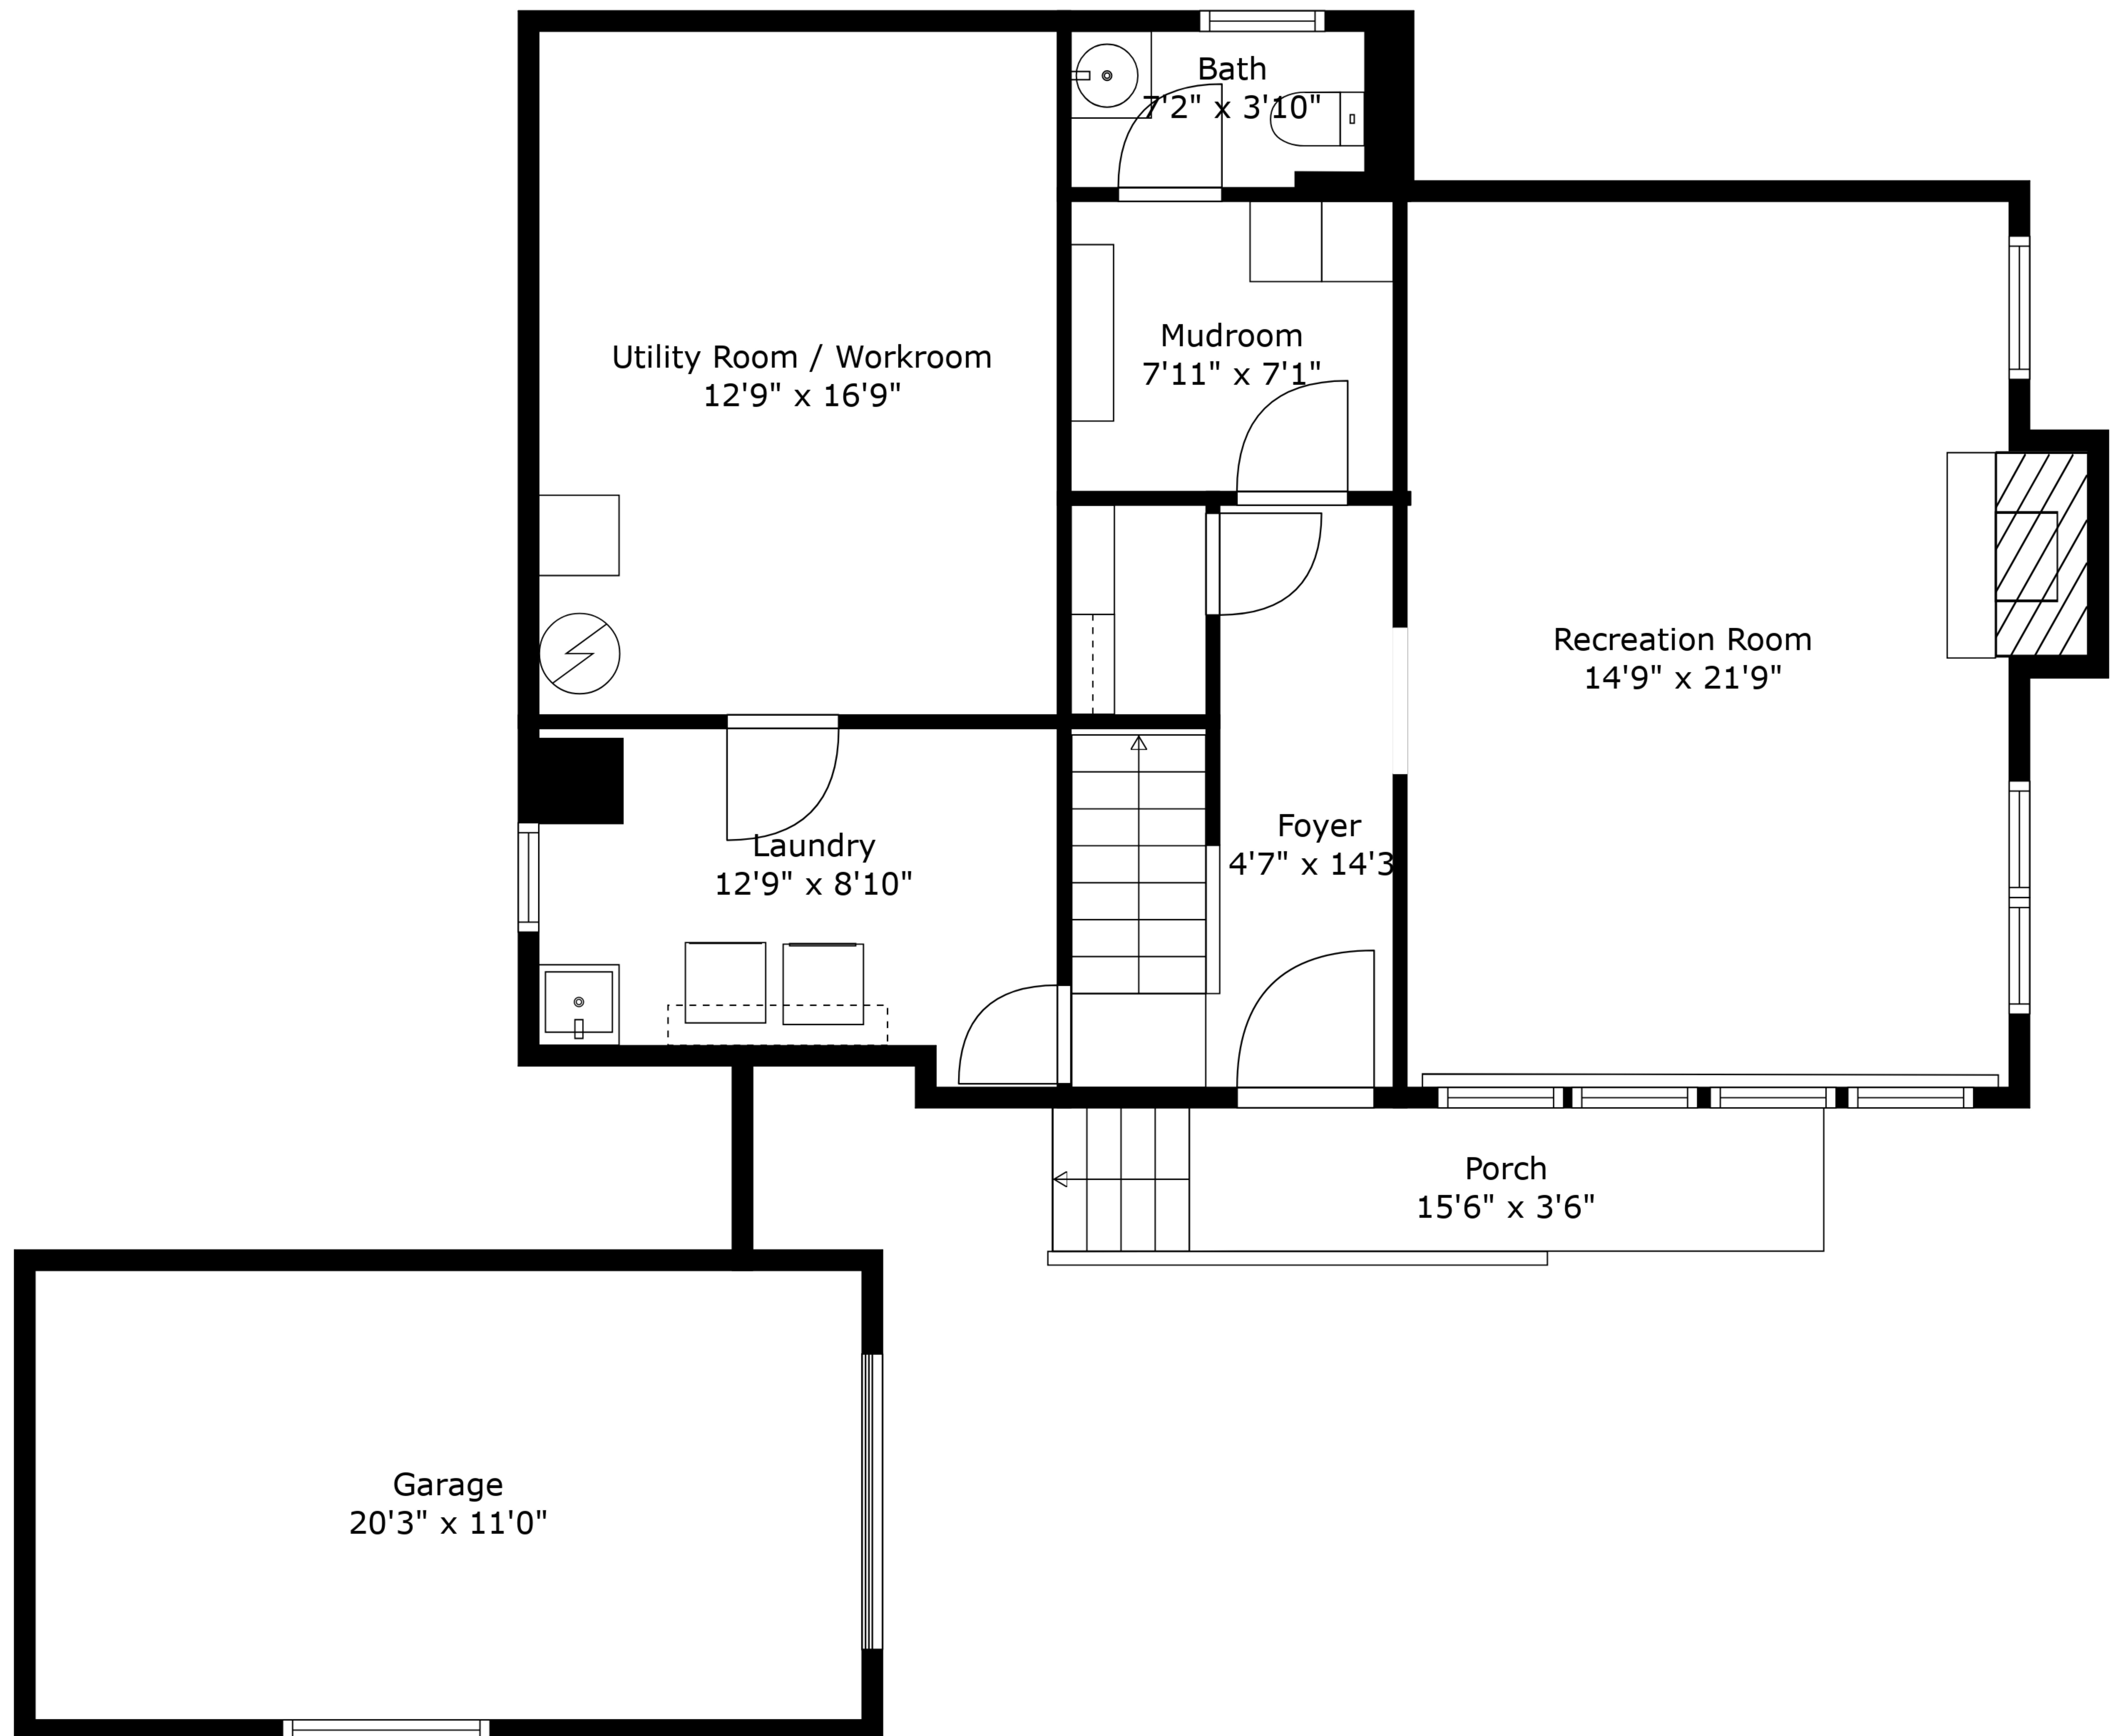 Bath
7'2" x 3'10"
Mudroom
7'11" x 7'1"
Utility Room / Workroom
12'9" x 16'9"
Recreation Room
14'9" x 21'9"
Foyer
4'7" x 14'3
Laundry
12'9" x 8'10"
Porch
15'6" x 3'6"
Garage
20'3" x 11'0"